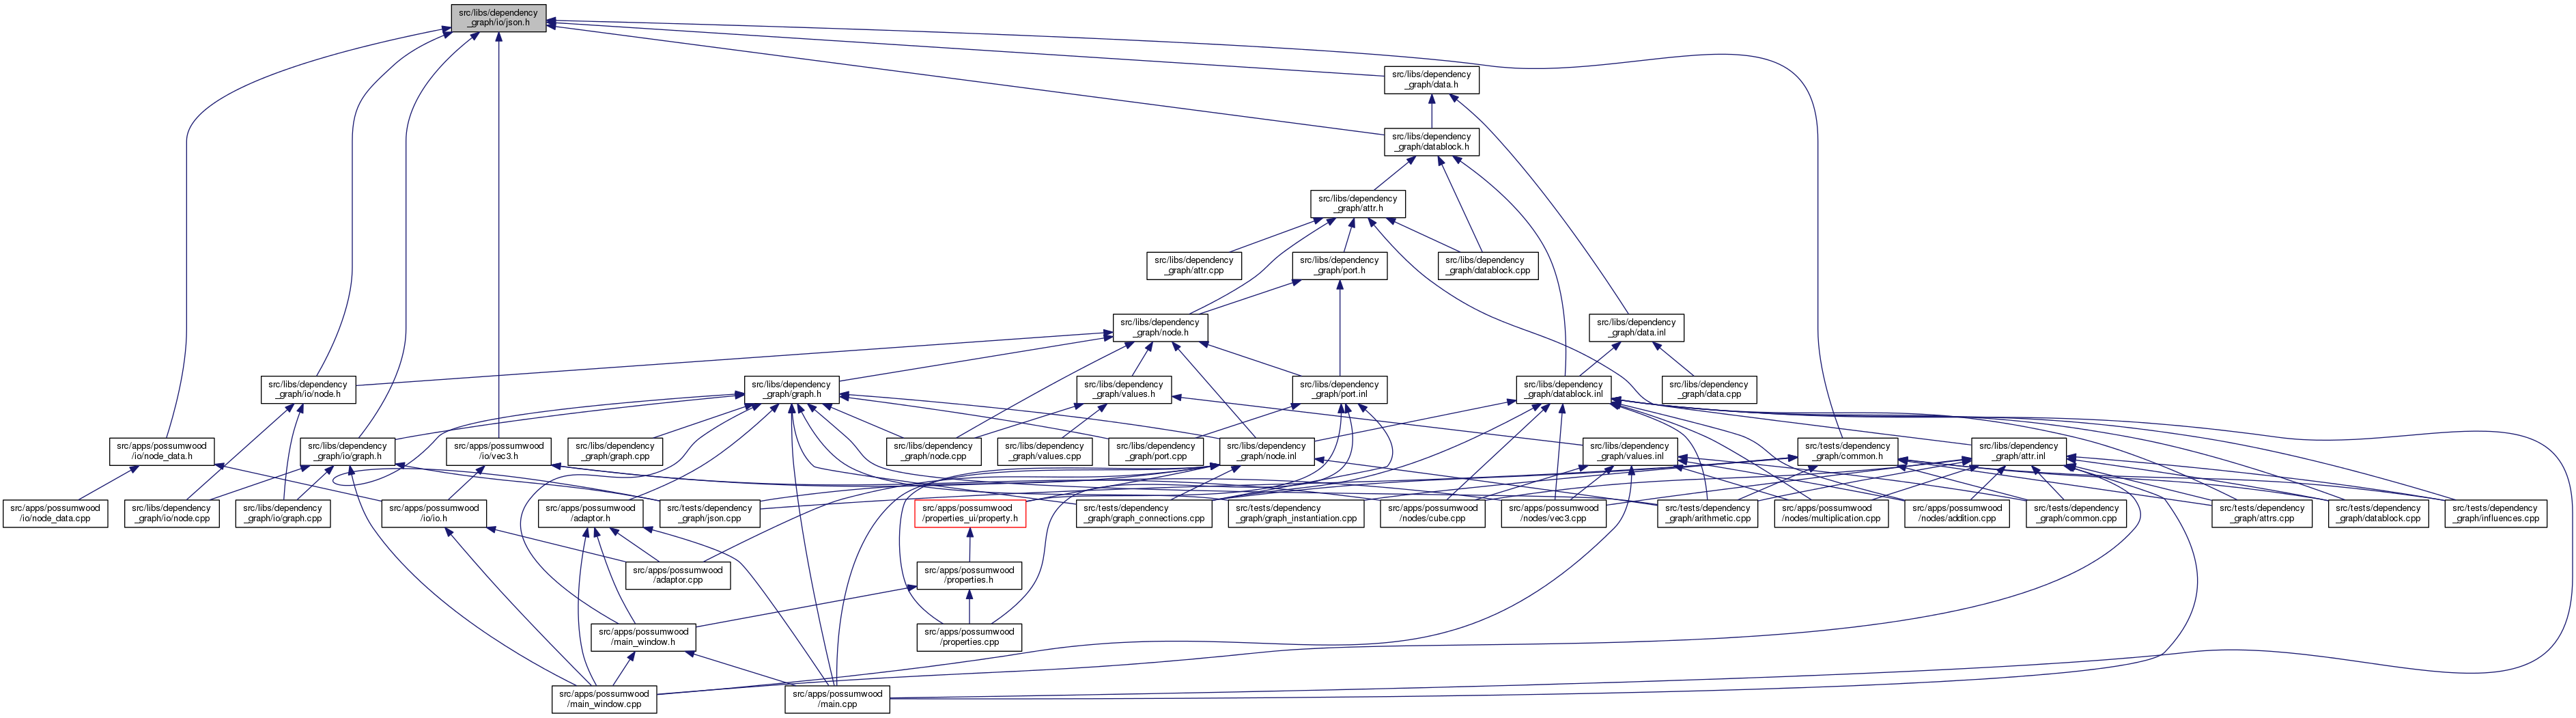 src/libs/dependency
_graph/io/json.h
src/libs/dependency
_graph/data.h
src/libs/dependency
_graph/datablock.h
src/libs/dependency
_graph/attr.h
src/libs/dependency
_graph/attr.cpp
src/libs/dependency
_graph/port.h
src/libs/dependency
_graph/datablock.cpp
src/libs/dependency
_graph/node.h
src/libs/dependency
_graph/data.inl
src/libs/dependency
_graph/io/node.h
src/libs/dependency
_graph/graph.h
src/libs/dependency
_graph/values.h
src/libs/dependency
_graph/port.inl
src/libs/dependency
_graph/datablock.inl
src/libs/dependency
_graph/data.cpp
src/apps/possumwood
/io/node_data.h
src/libs/dependency
_graph/io/graph.h
src/apps/possumwood
/io/vec3.h
src/libs/dependency
_graph/graph.cpp
src/libs/dependency
_graph/node.cpp
src/libs/dependency
_graph/values.cpp
src/libs/dependency
_graph/port.cpp
src/libs/dependency
_graph/node.inl
src/libs/dependency
_graph/values.inl
src/tests/dependency
_graph/common.h
src/libs/dependency
_graph/attr.inl
src/apps/possumwood
/io/node_data.cpp
src/libs/dependency
_graph/io/node.cpp
src/libs/dependency
_graph/io/graph.cpp
src/apps/possumwood
/io/io.h
src/apps/possumwood
/adaptor.h
src/tests/dependency
_graph/json.cpp
src/apps/possumwood
/properties_ui/property.h
src/tests/dependency
_graph/graph_connections.cpp
src/tests/dependency
_graph/graph_instantiation.cpp
src/apps/possumwood
/nodes/cube.cpp
src/apps/possumwood
/nodes/vec3.cpp
src/tests/dependency
_graph/arithmetic.cpp
src/apps/possumwood
/nodes/multiplication.cpp
src/apps/possumwood
/nodes/addition.cpp
src/tests/dependency
_graph/common.cpp
src/tests/dependency
_graph/attrs.cpp
src/tests/dependency
_graph/datablock.cpp
src/tests/dependency
_graph/influences.cpp
src/apps/possumwood
/adaptor.cpp
src/apps/possumwood
/properties.h
src/apps/possumwood
/main_window.h
src/apps/possumwood
/properties.cpp
src/apps/possumwood
/main_window.cpp
src/apps/possumwood
/main.cpp